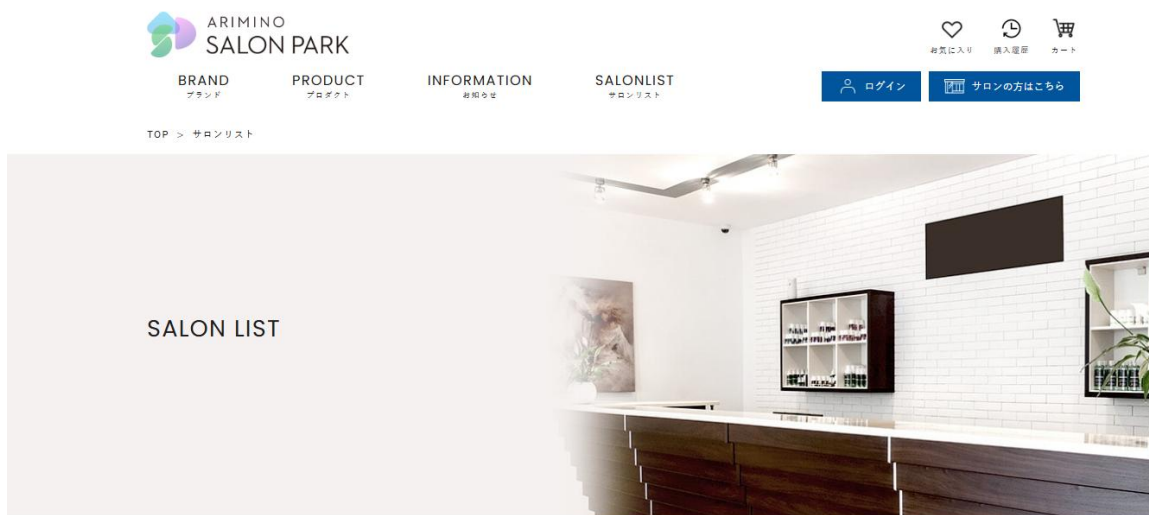 ARIMINO
SALON PARK
お気に入り
購入履歴
カート
BRAND
ブランド
PRODUCT
プロダクト
INFORMATION
お知らせ
SALONLIST
サロンリスト
ログイン
サロンの方はこちら
TOP > サロンリスト
SALON LIST